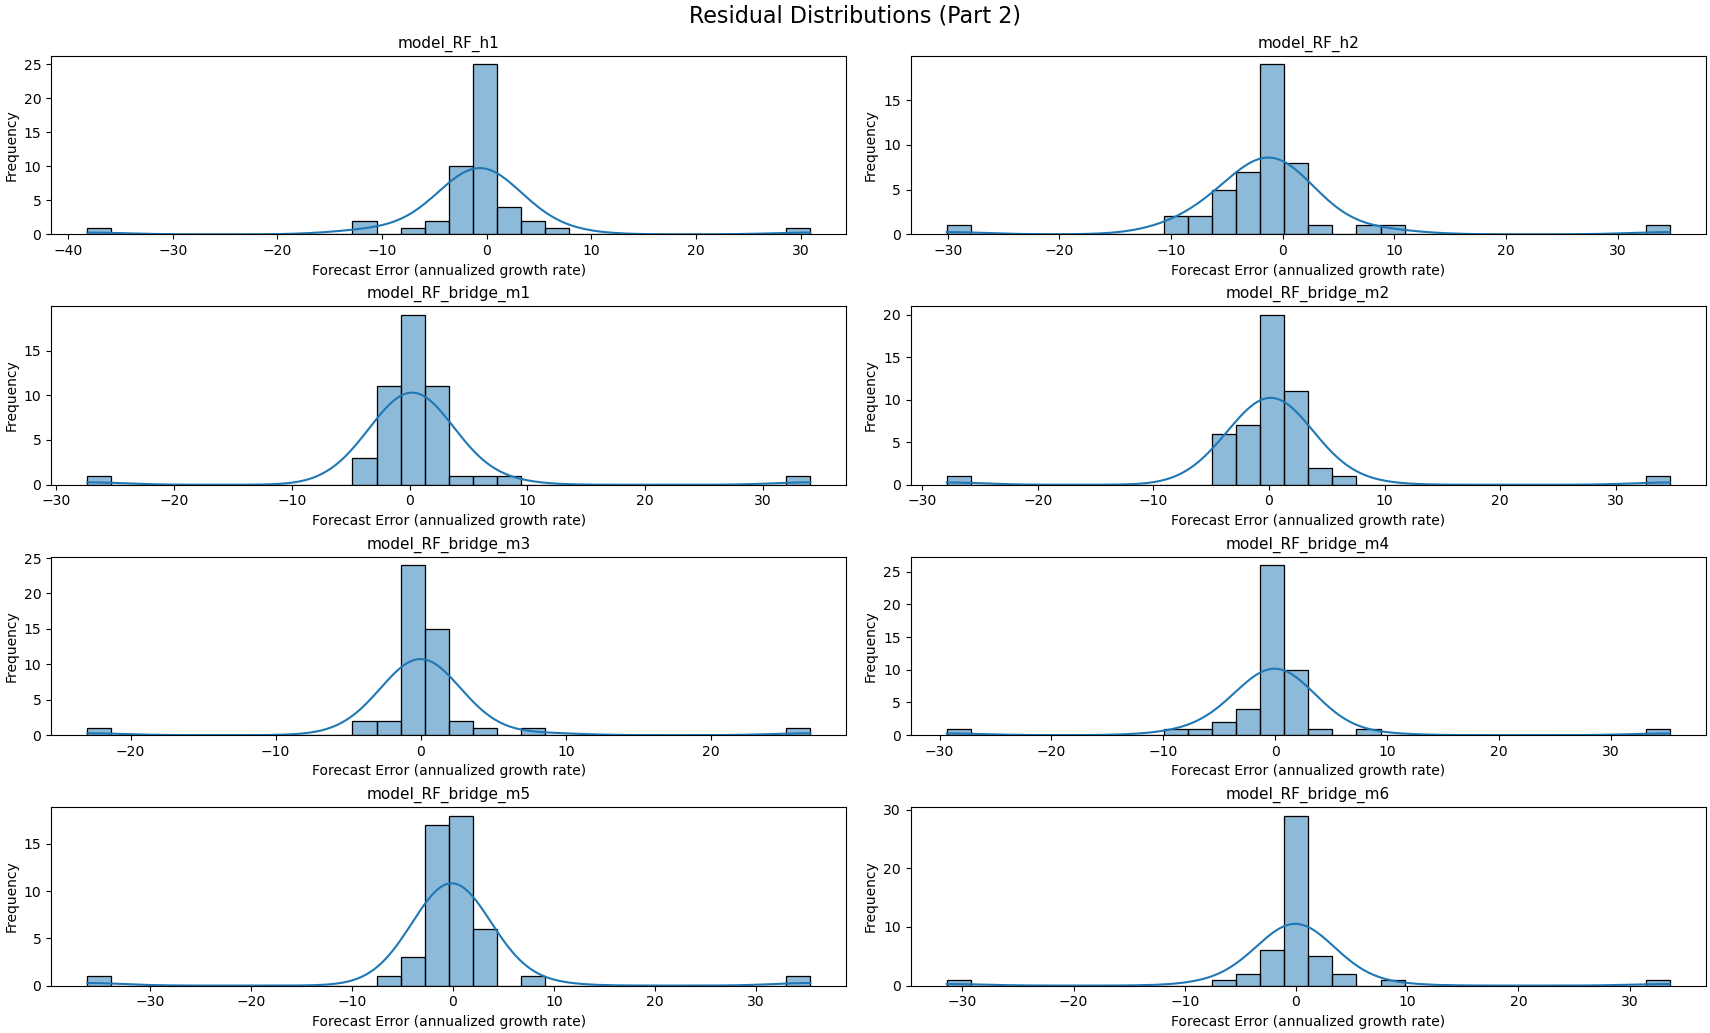 Residual Distributions (Part 2)
model_RF_h1
25
20
15
10
5
0
Frequency
−40 −30 −20 −10 0 10 20 30
Forecast Error (annualized growth rate)
model_RF_h2
15
10
5
0
Frequency
−30 −20 −10 0 10 20 30
Forecast Error (annualized growth rate)
model_RF_bridge_m1
15
10
5
0
Frequency
−30 −20 −10 0 10 20 30
Forecast Error (annualized growth rate)
model_RF_bridge_m2
20
15
10
5
0
Frequency
−30 −20 −10 0 10 20 30
Forecast Error (annualized growth rate)
model_RF_bridge_m3
25
20
15
10
5
0
Frequency
−20 −10 0 10 20
Forecast Error (annualized growth rate)
model_RF_bridge_m4
25
20
15
10
5
0
Frequency
−30 −20 −10 0 10 20 30
Forecast Error (annualized growth rate)
model_RF_bridge_m5
15
10
5
0
Frequency
−30 −20 −10 0 10 20 30
Forecast Error (annualized growth rate)
model_RF_bridge_m6
30
20
10
0
Frequency
−30 −20 −10 0 10 20 30
Forecast Error (annualized growth rate)